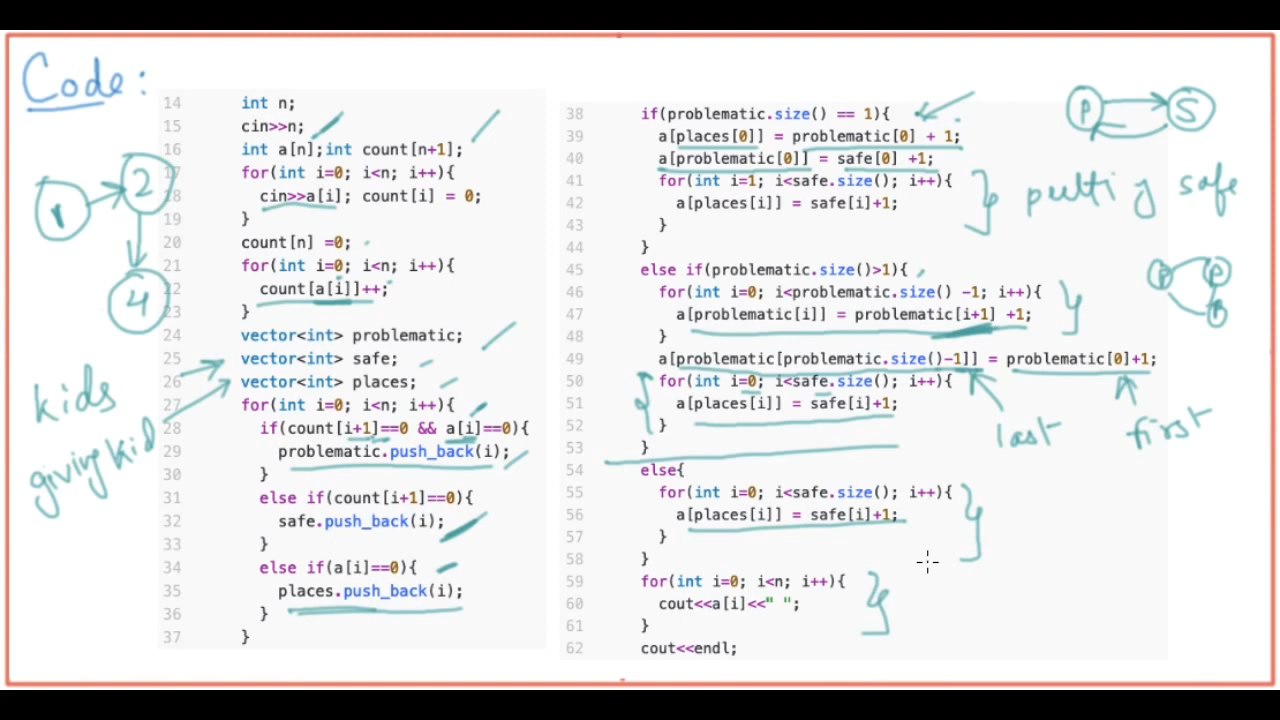 Code:
14 int n;
15 cin>>n;
16 int a[n];int count[n+1];
17 for(int i=0; i<n; i++){
18 cin>>a[i]; count[i] = 0;
19 }
20 count[n] =0;
21 for(int i=0; i<n; i++){
22 count[a[i]]++;
23 }
24 vector<int> problematic;
25 vector<int> safe;
26 vector<int> places;
27 for(int i=0; i<n; i++){
28 if(count[i+1]==0 && a[i]==0){
29 problematic.push_back(i);
30 }
31 else if(count[i+1]==0){
32 safe.push_back(i);
33 }
34 else if(a[i]==0){
35 places.push_back(i);
36 }
37 }
1
2
4
kids
giving kid
38 if(problematic.size() == 1){
39 a[places[0]] = problematic[0] + 1;
40 a[problematic[0]] = safe[0] +1;
41 for(int i=1; i<safe.size(); i++){
42 a[places[i]] = safe[i]+1;
43 }
44 }
45 else if(problematic.size()>1){
46 for(int i=0; i<problematic.size() -1; i++){
47 a[problematic[i]] = problematic[i+1] +1;
48 }
49 a[problematic[problematic.size()-1]] = problematic[0]+1;
50 for(int i=0; i<safe.size(); i++){
51 a[places[i]] = safe[i]+1;
52 }
53 }
54 else{
55 for(int i=0; i<safe.size(); i++){
56 a[places[i]] = safe[i]+1;
57 }
58 }
59 for(int i=0; i<n; i++){
60 cout<<a[i]<<" ";
61 }
62 cout<<endl;
P S
putting safe
P P
P
last first